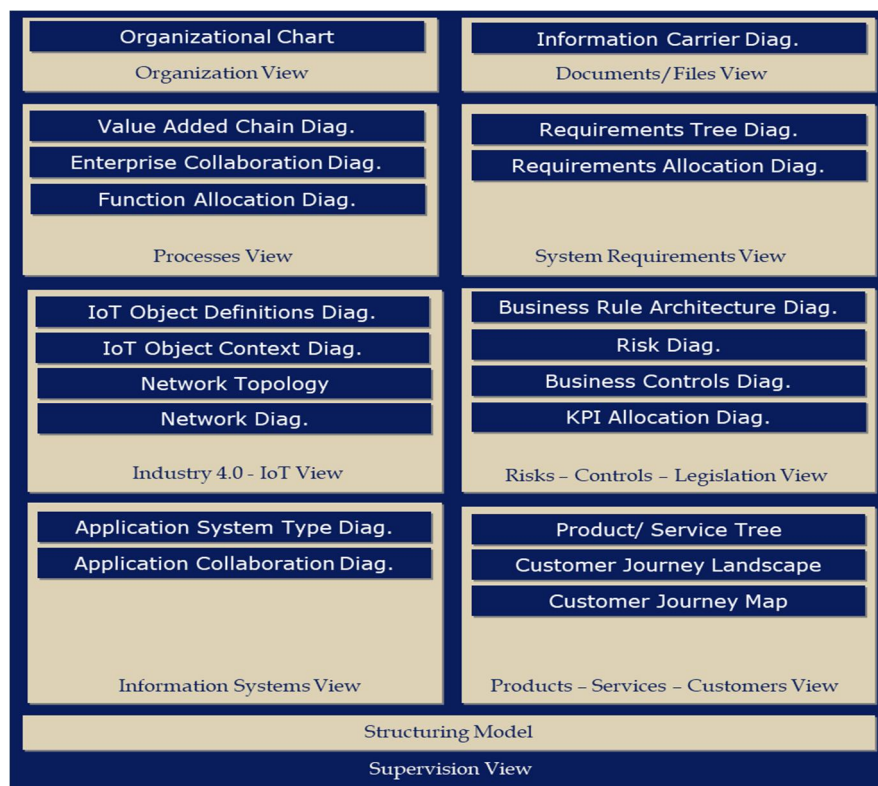 Organizational Chart
Organization View
Information Carrier Diag.
Documents/Files View
Value Added Chain Diag.
Enterprise Collaboration Diag.
Function Allocation Diag.
Processes View
Requirements Tree Diag.
Requirements Allocation Diag.
System Requirements View
IoT Object Definitions Diag.
IoT Object Context Diag.
Network Topology
Network Diag.
Industry 4.0 - IoT View
Business Rule Architecture Diag.
Risk Diag.
Business Controls Diag.
KPI Allocation Diag.
Risks – Controls – Legislation View
Application System Type Diag.
Application Collaboration Diag.
Information Systems View
Product/ Service Tree
Customer Journey Landscape
Customer Journey Map
Products – Services – Customers View
Structuring Model
Supervision View